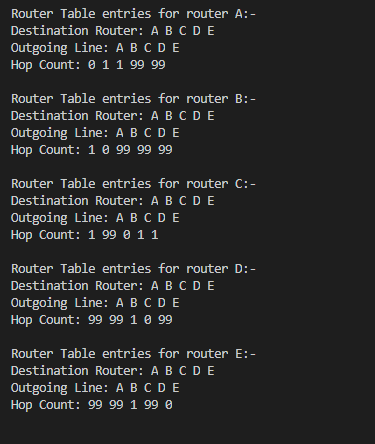 Router Table entries for router A:-
Destination Router: A B C D E
Outgoing Line: A B C D E
Hop Count: 0 1 1 99 99
Router Table entries for router B:-
Destination Router: A B C D E
Outgoing Line: A B C D E
Hop Count: 1 0 99 99 99
Router Table entries for router C:-
Destination Router: A B C D E
Outgoing Line: A B C D E
Hop Count: 1 99 0 1 1
Router Table entries for router D:-
Destination Router: A B C D E
Outgoing Line: A B C D E
Hop Count: 99 99 1 0 99
Router Table entries for router E:-
Destination Router: A B C D E
Outgoing Line: A B C D E
Hop Count: 99 99 1 99 0